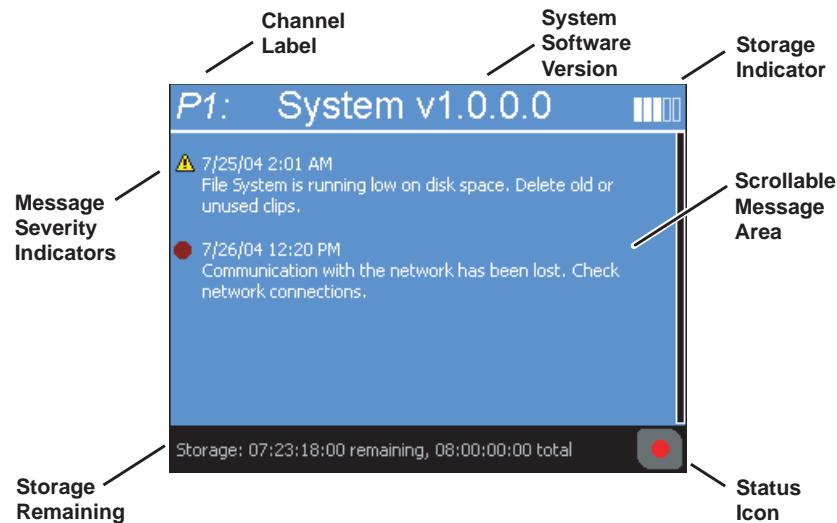 Channel
Label
System
Software
Version
Storage
Indicator
P1: System v1.0.0.0
7/25/04 2:01 AM
File System is running low on disk space. Delete old or
unused clips.
Message
Severity
Indicators
Scrollable
Message
Area
7/26/04 12:20 PM
Communication with the network has been lost. Check
network connections.
Storage: 07:23:18:00 remaining, 08:00:00:00 total
Storage
Remaining
Status
Icon